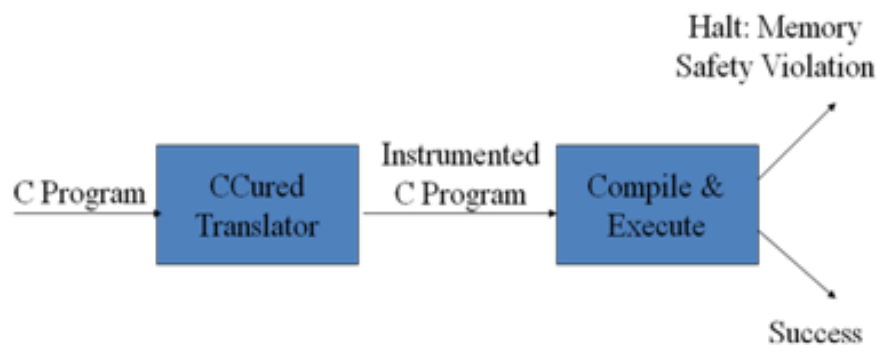 Halt: Memory
Safety Violation
C Program
CCured
Translator
Instrumented
C Program
Compile &
Execute
Success